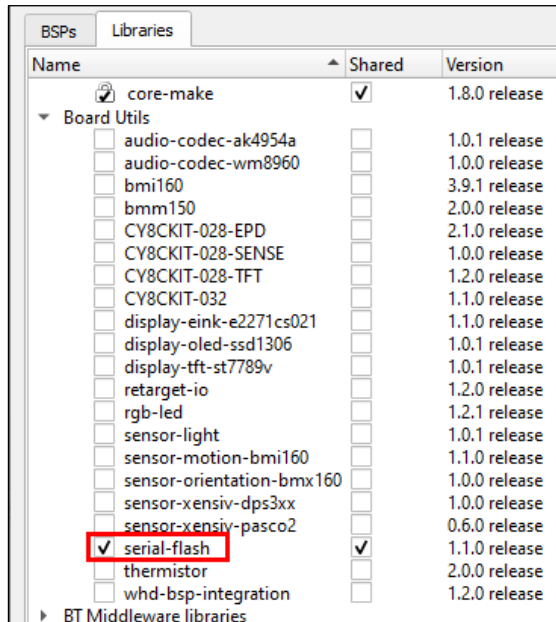 BSPs Libraries
Name Shared Version
core-make 1.8.0 release
Board Utils
audio-codec-ak4954a 1.0.1 release
audio-codec-wm8960 1.0.0 release
bmi160 3.9.1 release
bmm150 2.0.0 release
CY8CKIT-028-EPD 2.1.0 release
CY8CKIT-028-SENSE 1.0.0 release
CY8CKIT-028-TFT 1.2.0 release
CY8CKIT-032 1.1.0 release
display-eink-e2271cs021 1.1.0 release
display-oled-ssd1306 1.0.1 release
display-tft-st7789v 1.0.1 release
retarget-io 1.2.0 release
rgb-led 1.2.1 release
sensor-light 1.0.1 release
sensor-motion-bmi160 1.1.0 release
sensor-orientation-bmx160 1.0.0 release
sensor-xensiv-dps3xx 1.0.0 release
sensor-xensiv-pasco2 0.6.0 release
serial-flash 1.1.0 release
thermistor 2.0.0 release
whd-bsp-integration 1.2.0 release
BT Middleware libraries